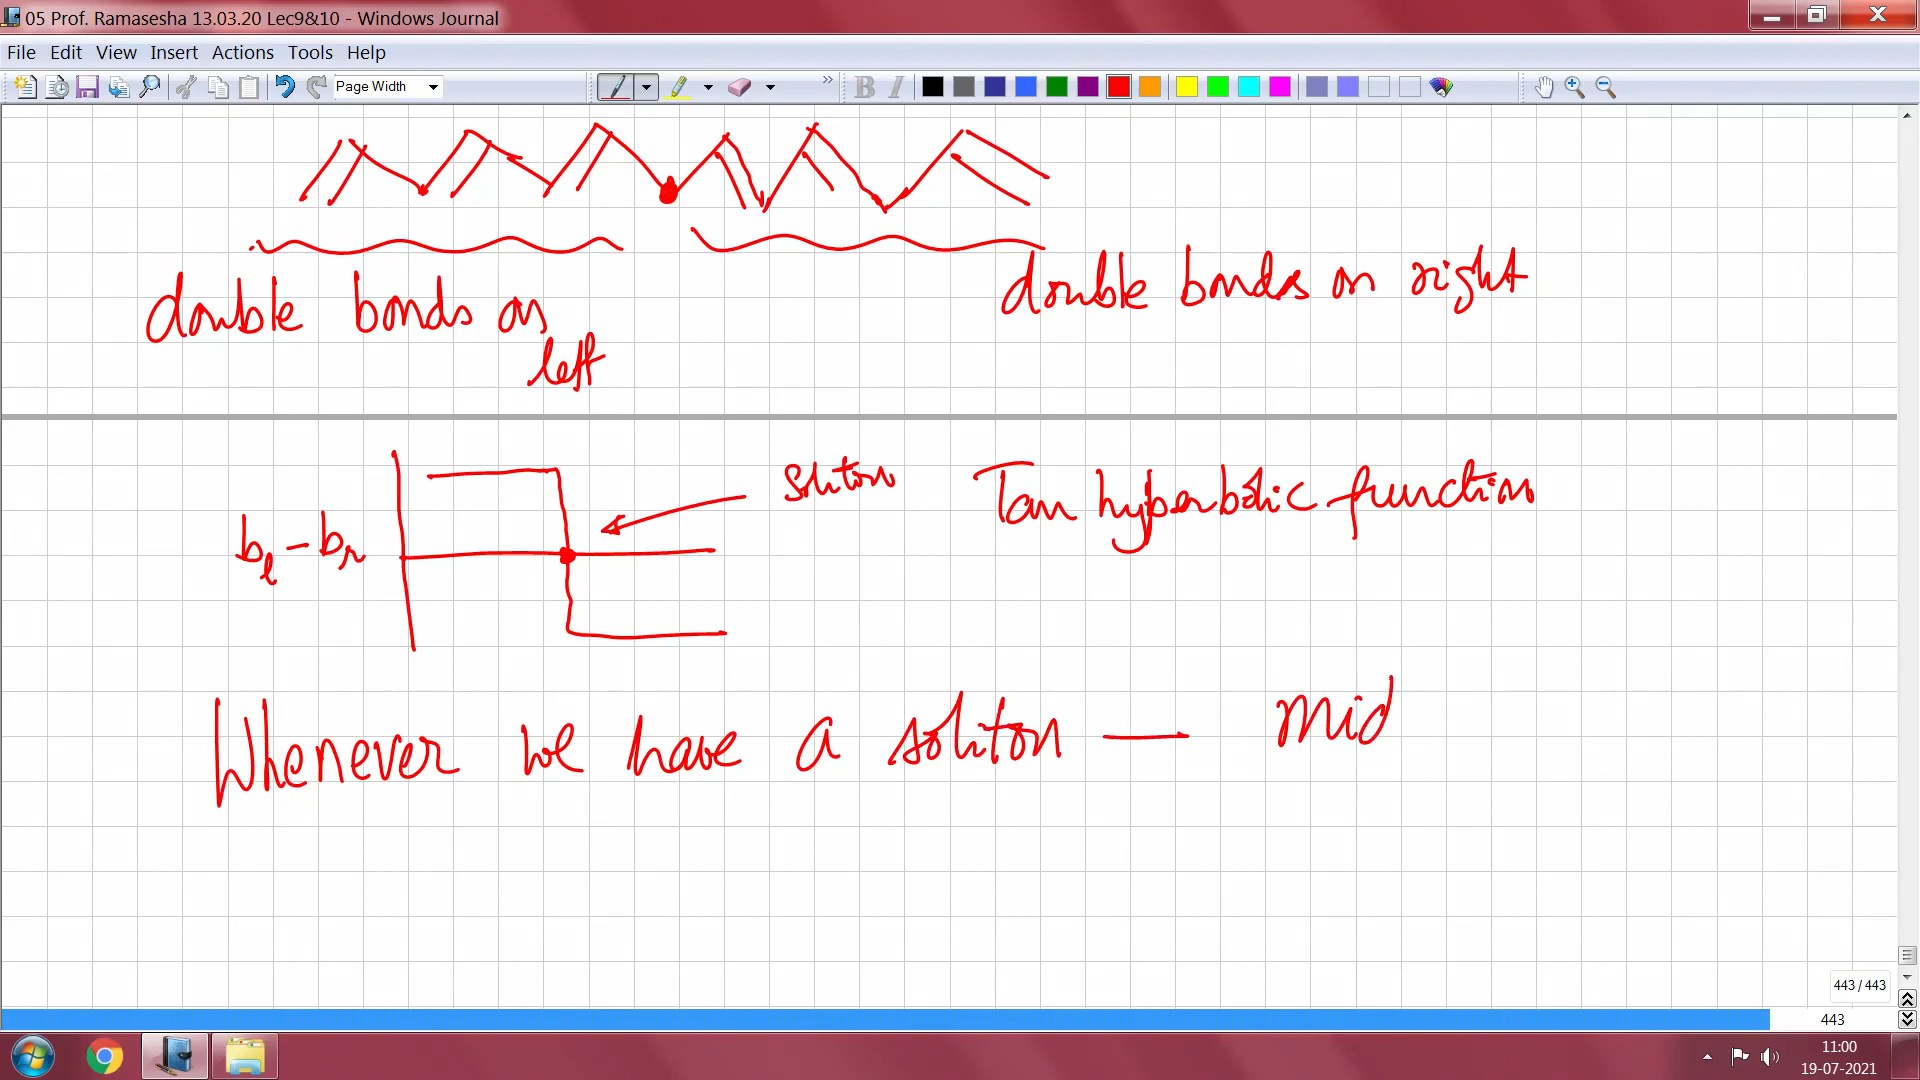 05 Prof. Ramasesha 13.03.20 Lec9&10 - Windows Journal
File Edit View Insert Actions Tools Help
Page Width
B I
double bonds on left
double bonds on right
bl - br
soliton
Tan hyperbolic function
Whenever we have a soliton — Mid
443 / 443
443
11:00
19-07-2021